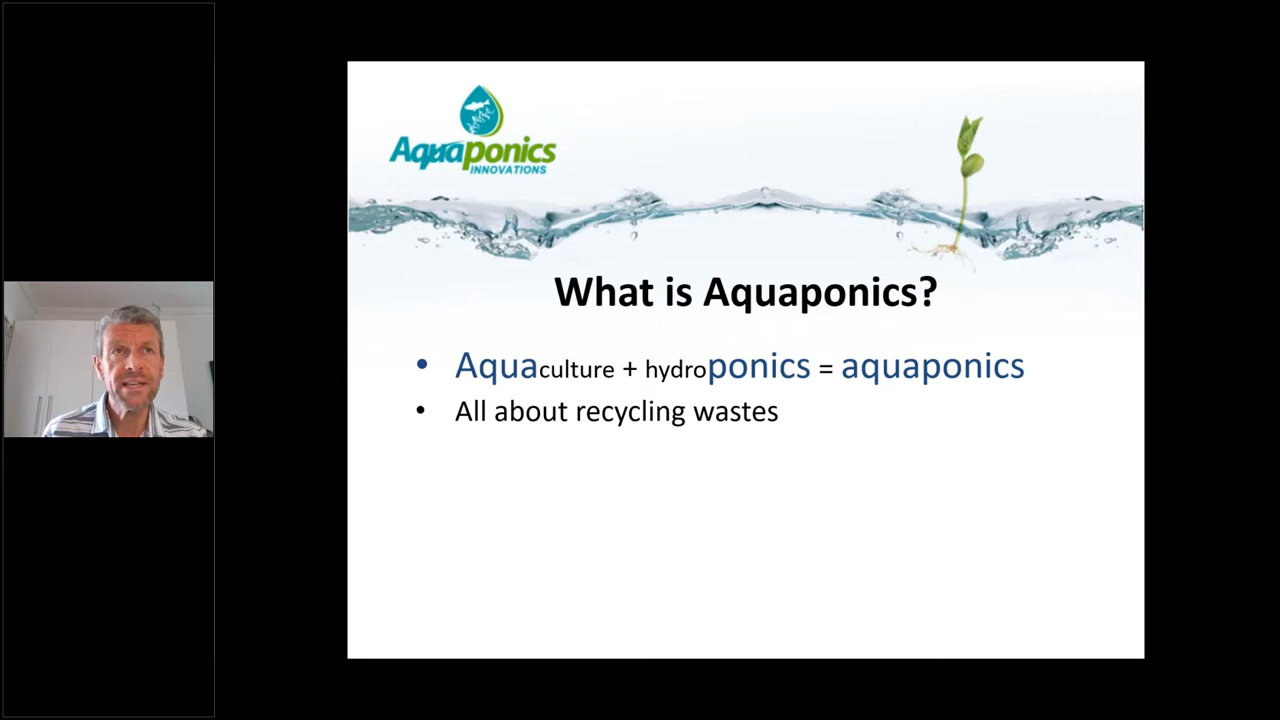 Aquaponics
INNOVATIONS
What is Aquaponics?
• Aquaculture + hydroponics = aquaponics
• All about recycling wastes